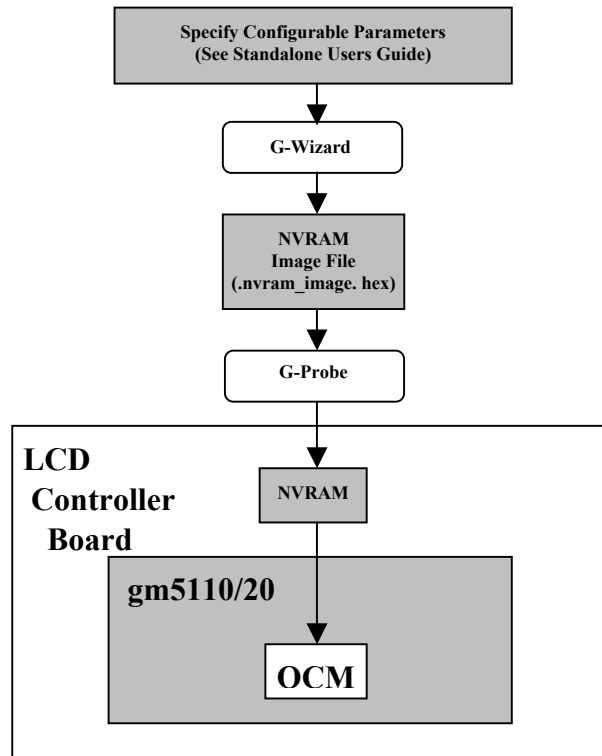 Specify Configurable Parameters
(See Standalone Users Guide)
G-Wizard
NVRAM
Image File
(.nvram_image. hex)
G-Probe
LCD
Controller
Board
NVRAM
gm5110/20
OCM